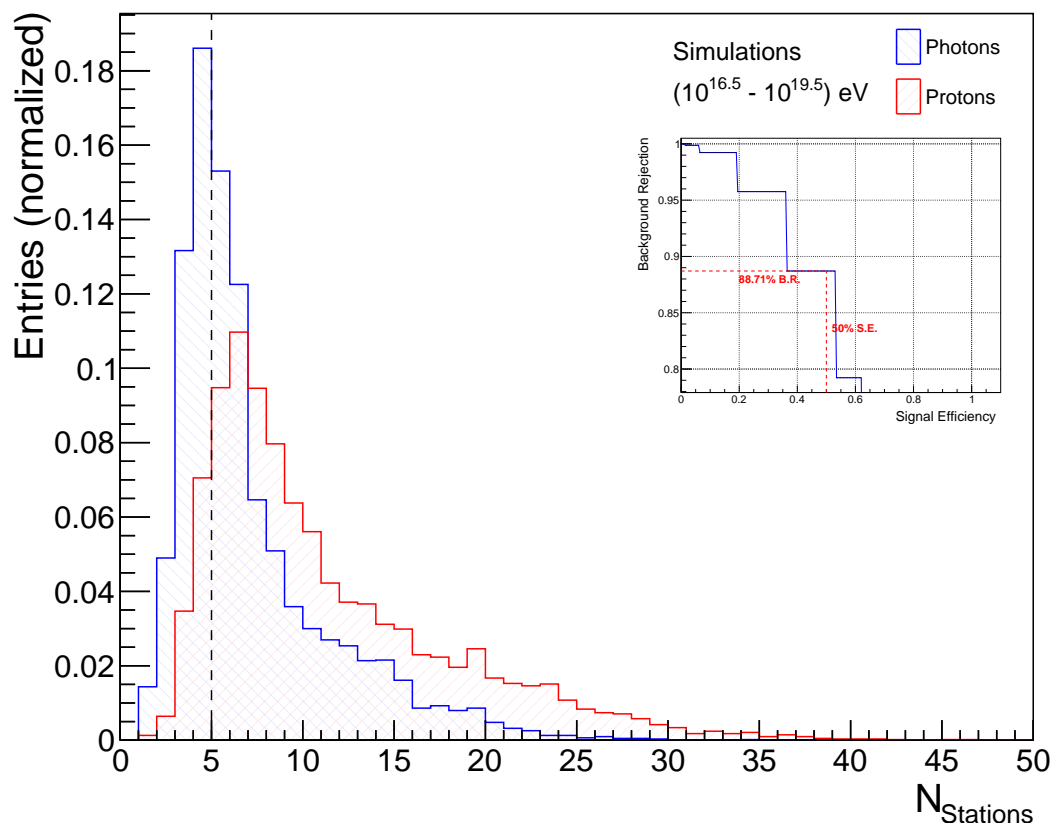 Entries (normalized)
0.18
0.16
0.14
0.12
0.1
0.08
0.06
0.04
0.02
0
0 5 10 15 20 25 30 35 40 45 50
N_Stations
Simulations
(10^16.5 - 10^19.5) eV
Photons
Protons
Background Rejection
1
0.95
0.9
0.85
0.8
88.71% B.R.
50% S.E.
0 0.2 0.4 0.6 0.8 1
Signal Efficiency